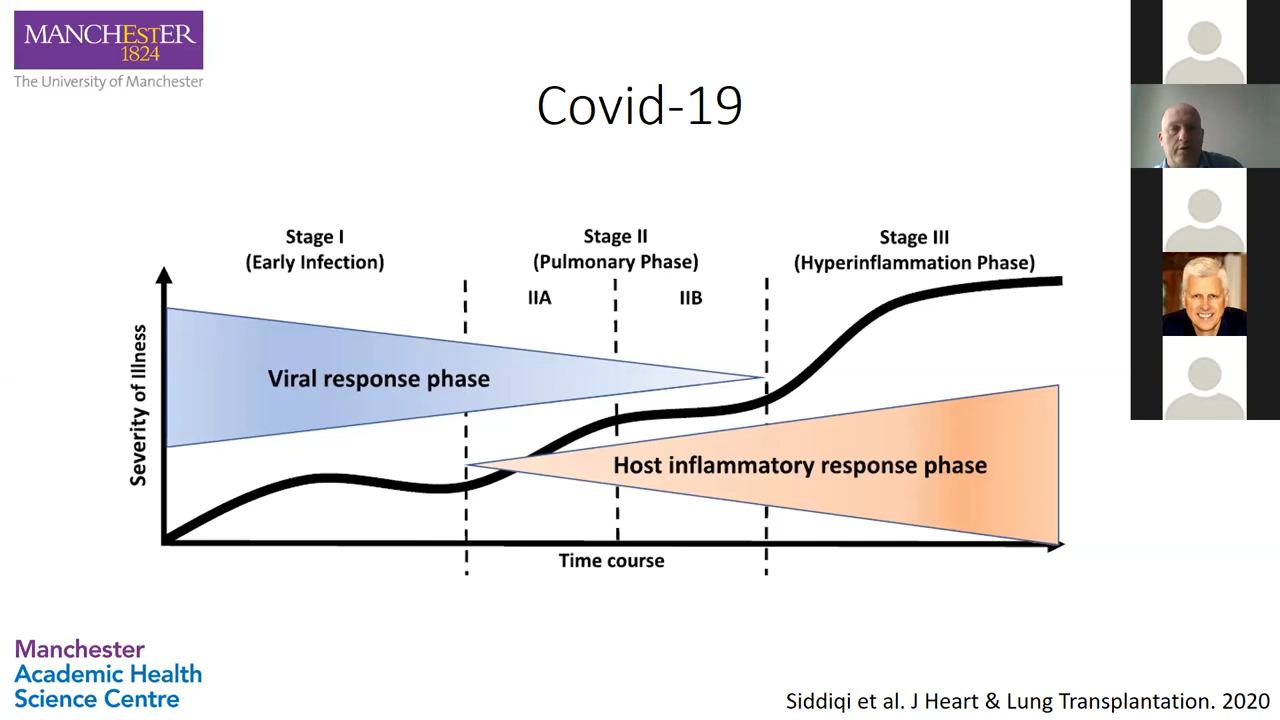 MANCHESTER
1824
The University of Manchester
Covid-19
Stage I
(Early Infection)
Stage II
(Pulmonary Phase)
IIA
IIB
Stage III
(Hyperinflammation Phase)
Severity of Illness
Viral response phase
Host inflammatory response phase
Time course
Manchester
Academic Health
Science Centre
Siddiqi et al. J Heart & Lung Transplantation. 2020